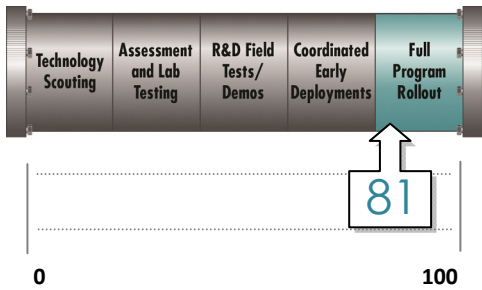 Technology
Scouting
Assessment
and Lab
Testing
R&D Field
Tests/
Demos
Coordinated
Early
Deployments
Full
Program
Rollout
81
0
100